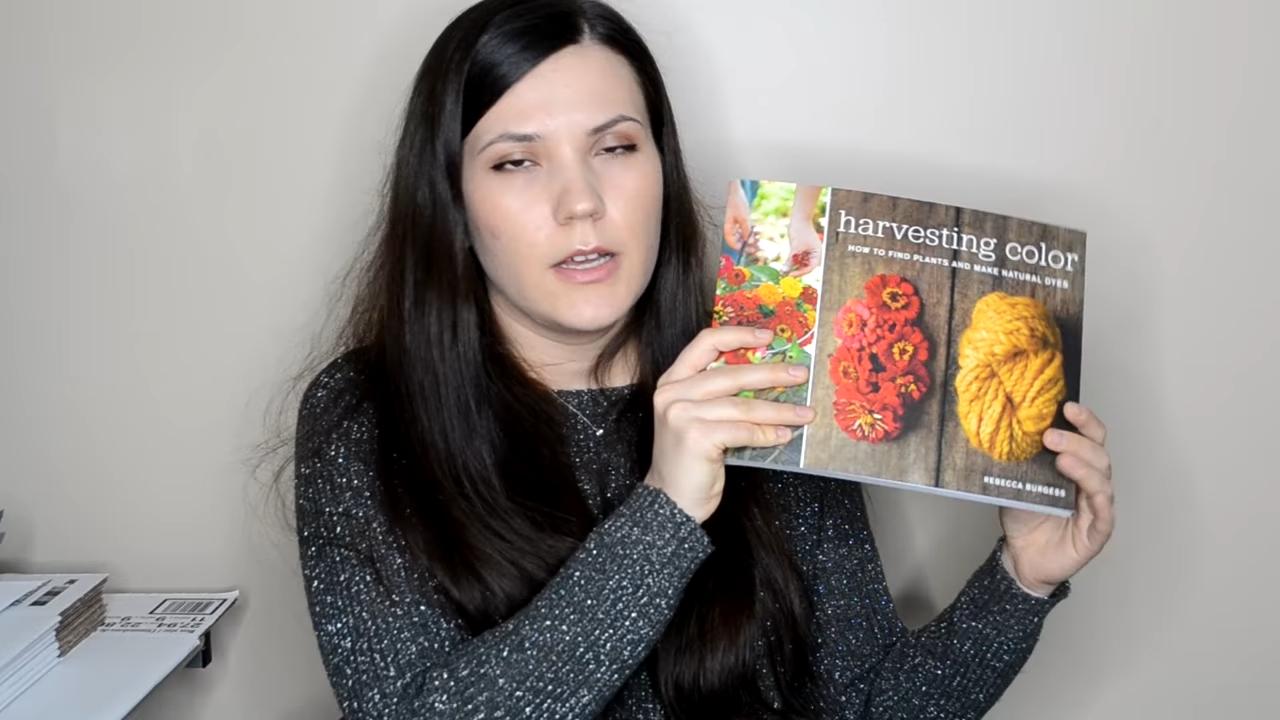 harvesting color
HOW TO FIND PLANTS AND MAKE NATURAL DYES
REBECCA BURGESS